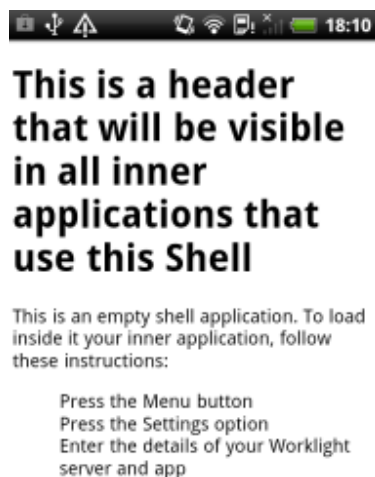 18:10
This is a header
that will be visible
in all inner
applications that
use this Shell
This is an empty shell application. To load
inside it your inner application, follow
these instructions:
Press the Menu button
Press the Settings option
Enter the details of your Worklight
server and app